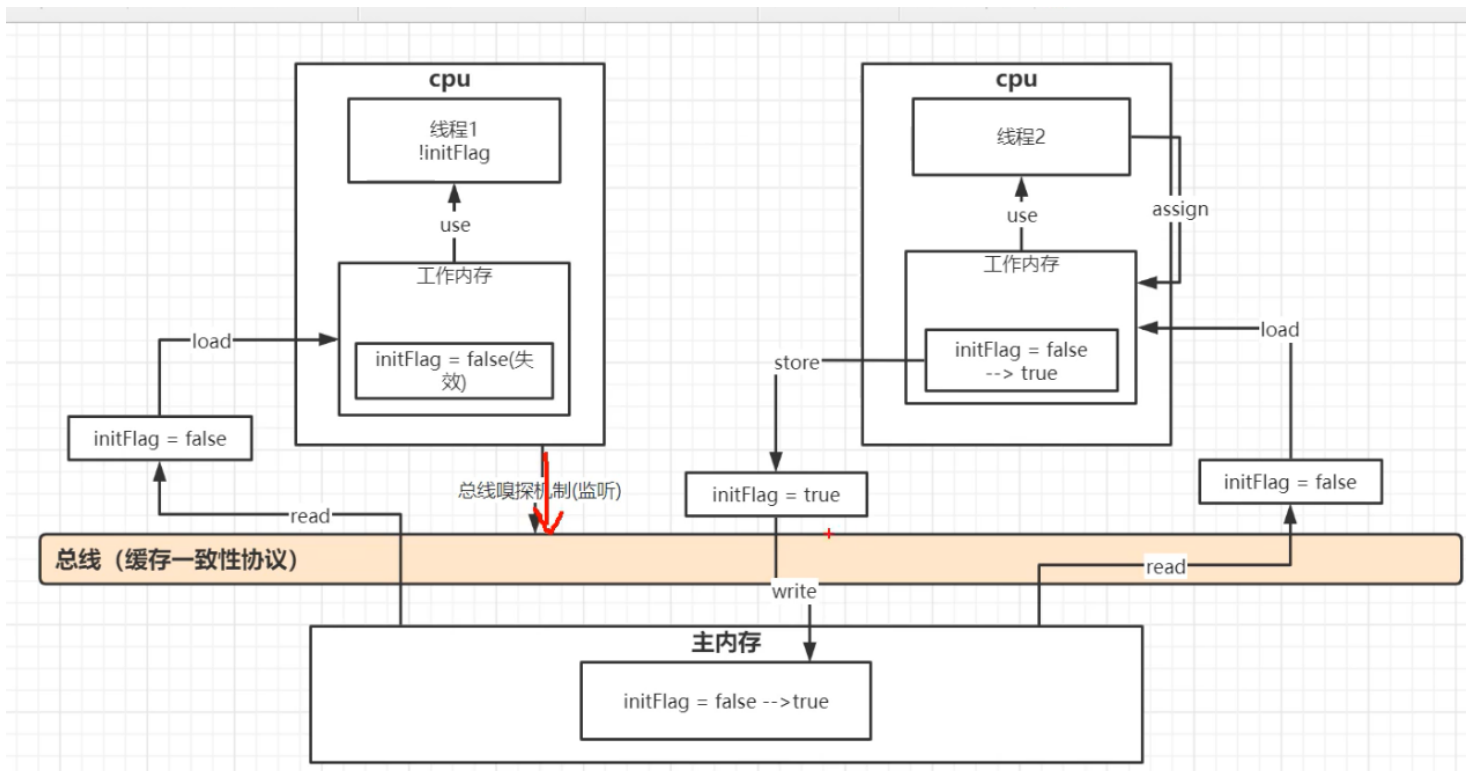 cpu
线程1
!initFlag
use
工作内存
initFlag = false(失
效)
load
initFlag = false
read
总线嗅探机制(监听)
cpu
线程2
use
assign
工作内存
initFlag = false
--> true
load
store
initFlag = true
initFlag = false
read
write
总线（缓存一致性协议）
主内存
initFlag = false -->true